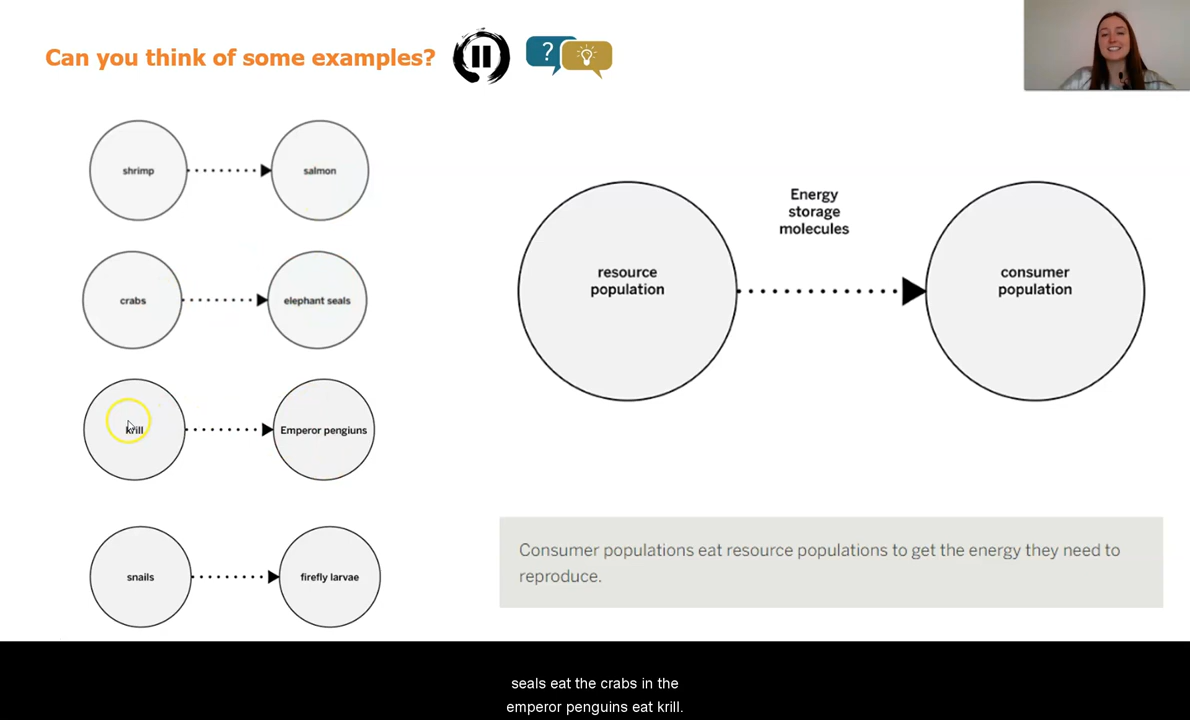 Can you think of some examples?
?
shrimp
salmon
crabs
elephant seals
krill
Emperor pengiuns
snails
firefly larvae
resource
population
Energy
storage
molecules
consumer
population
Consumer populations eat resource populations to get the energy they need to
reproduce.
seals eat the crabs in the
emperor penguins eat krill.